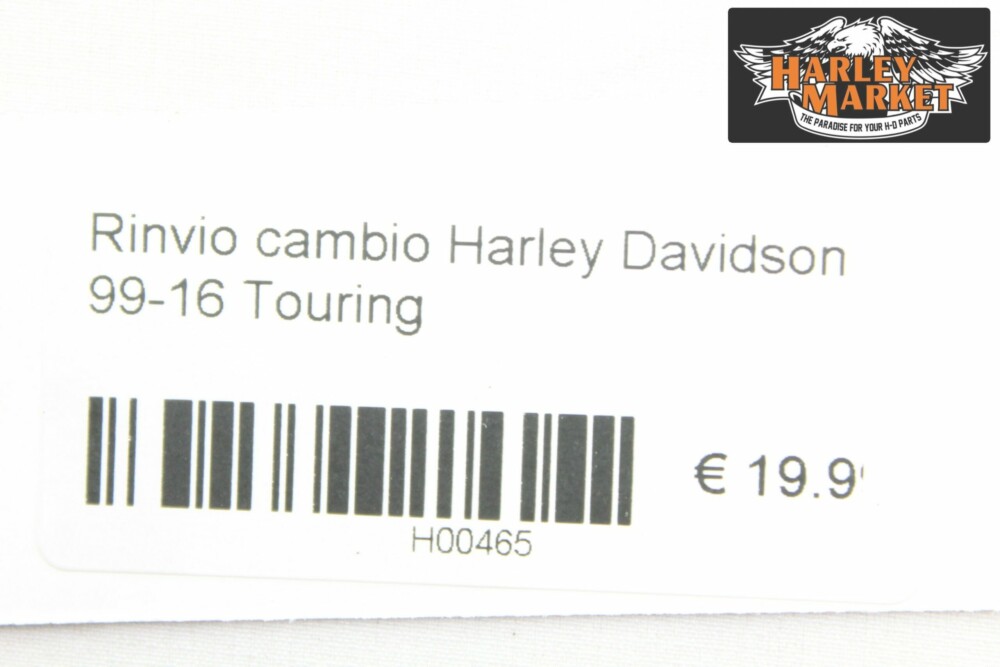 HARLEY
MARKET
THE PARADISE FOR YOUR H-D PARTS
Rinvio cambio Harley Davidson
99-16 Touring
€ 19.9
H00465